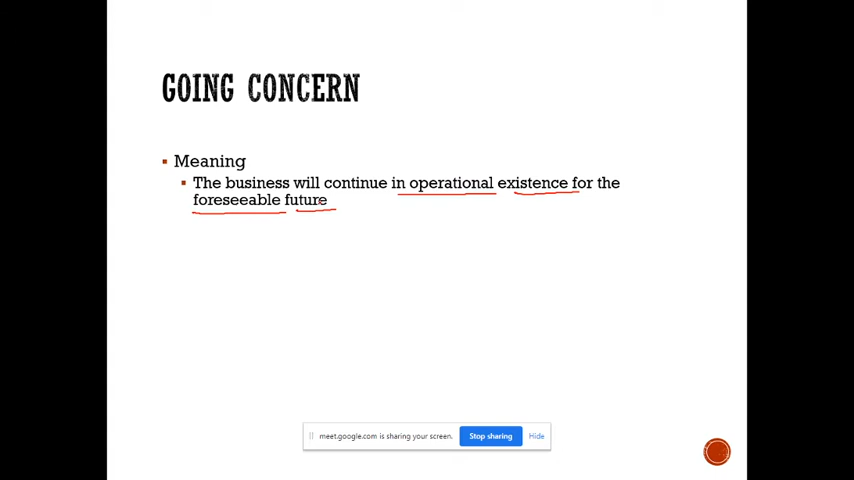 GOING CONCERN
Meaning
The business will continue in operational existence for the
foreseeable future
meet.google.com is sharing your screen. Stop sharing Hide